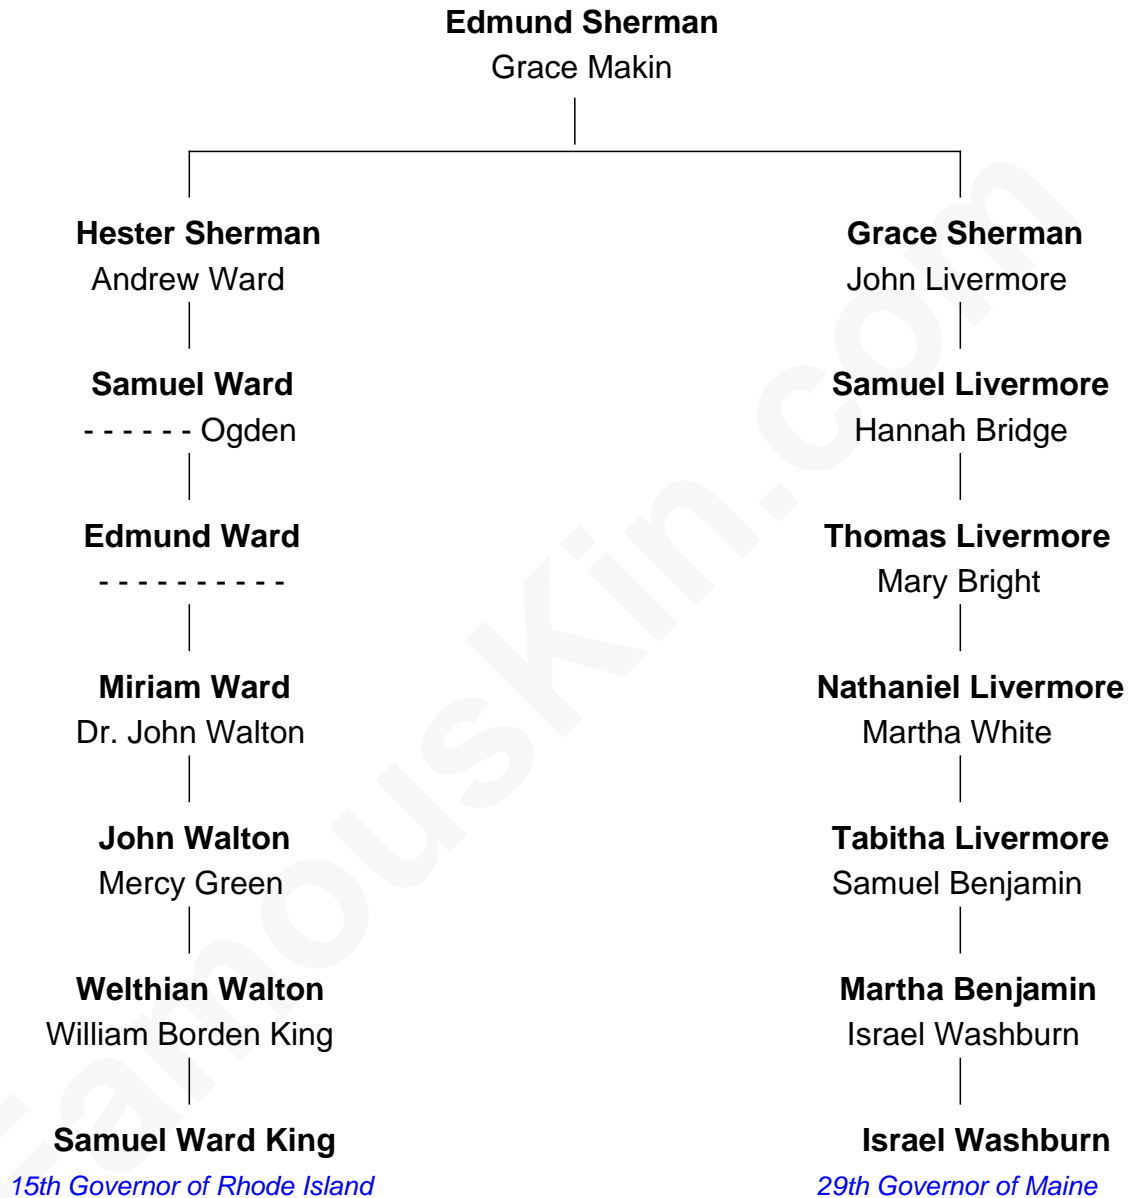 Edmund Sherman
Grace Makin
Hester Sherman
Andrew Ward
Samuel Ward
- - - - - - Ogden
Edmund Ward
- - - - - - - - - -
Miriam Ward
Dr. John Walton
John Walton
Mercy Green
Welthian Walton
William Borden King
Samuel Ward King
15th Governor of Rhode Island
Grace Sherman
John Livermore
Samuel Livermore
Hannah Bridge
Thomas Livermore
Mary Bright
Nathaniel Livermore
Martha White
Tabitha Livermore
Samuel Benjamin
Martha Benjamin
Israel Washburn
Israel Washburn
29th Governor of Maine
FamousKin.com